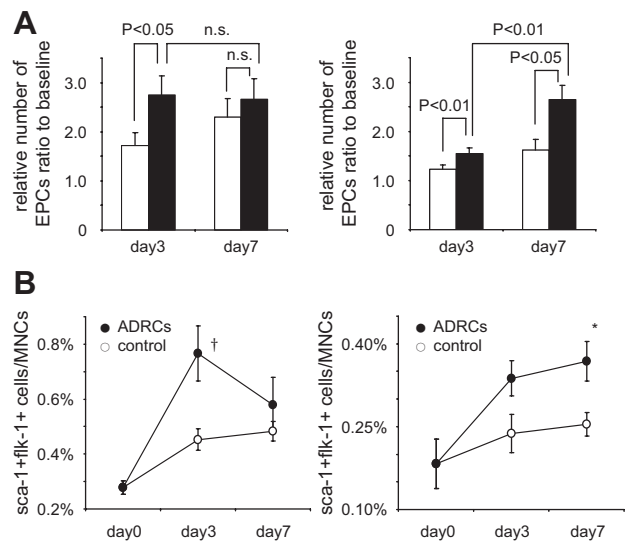 A
relative number of
EPCs ratio to baseline
3.0
2.0
1.0
0
P<0.05
n.s.
n.s.
day3
day7
relative number of
EPCs ratio to baseline
3.0
2.0
1.0
0
P<0.01
P<0.01
P<0.05
day3
day7
B
sca-1+flk-1+ cells/MNCs
0.8%
0.6%
0.4%
0.2%
ADRCs
control
†
day0
day3
day7
sca-1+flk-1+ cells/MNCs
0.40%
0.25%
0.10%
ADRCs
control
*
day0
day3
day7